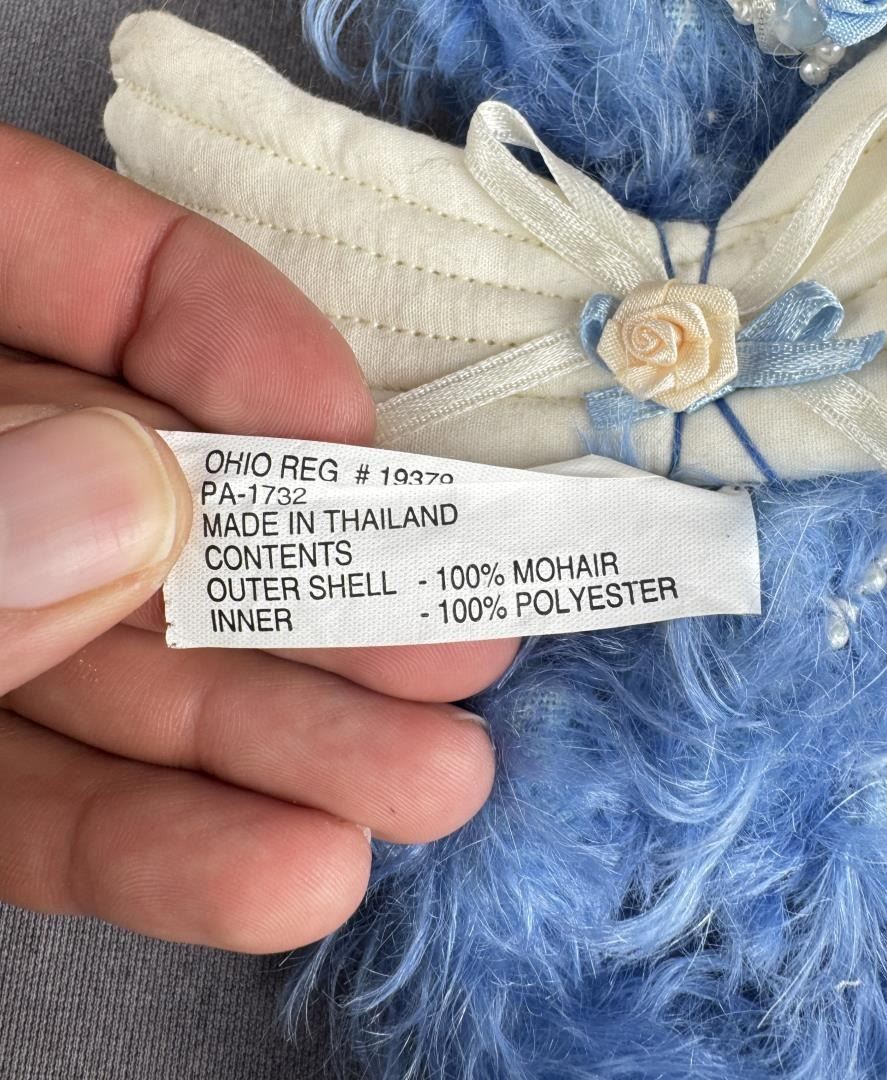 OHIO REG # 19379
PA-1732
MADE IN THAILAND
CONTENTS
OUTER SHELL - 100% MOHAIR
INNER - 100% POLYESTER